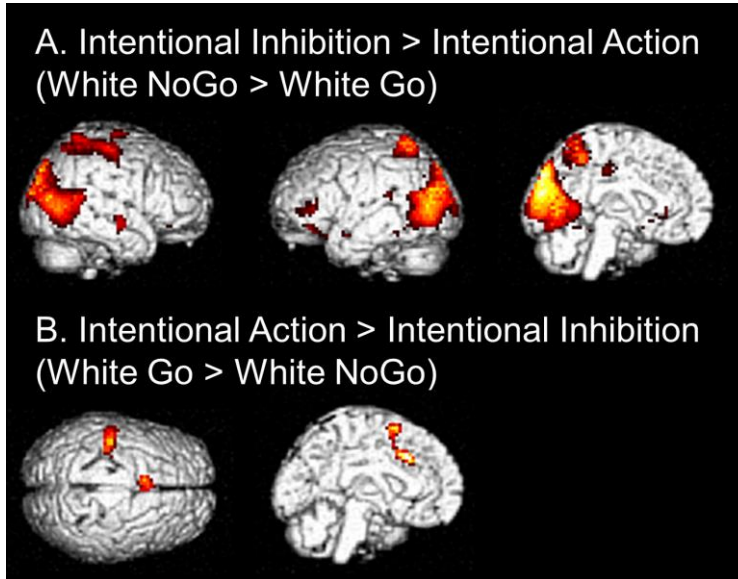 A. Intentional Inhibition > Intentional Action
(White NoGo > White Go)
B. Intentional Action > Intentional Inhibition
(White Go > White NoGo)